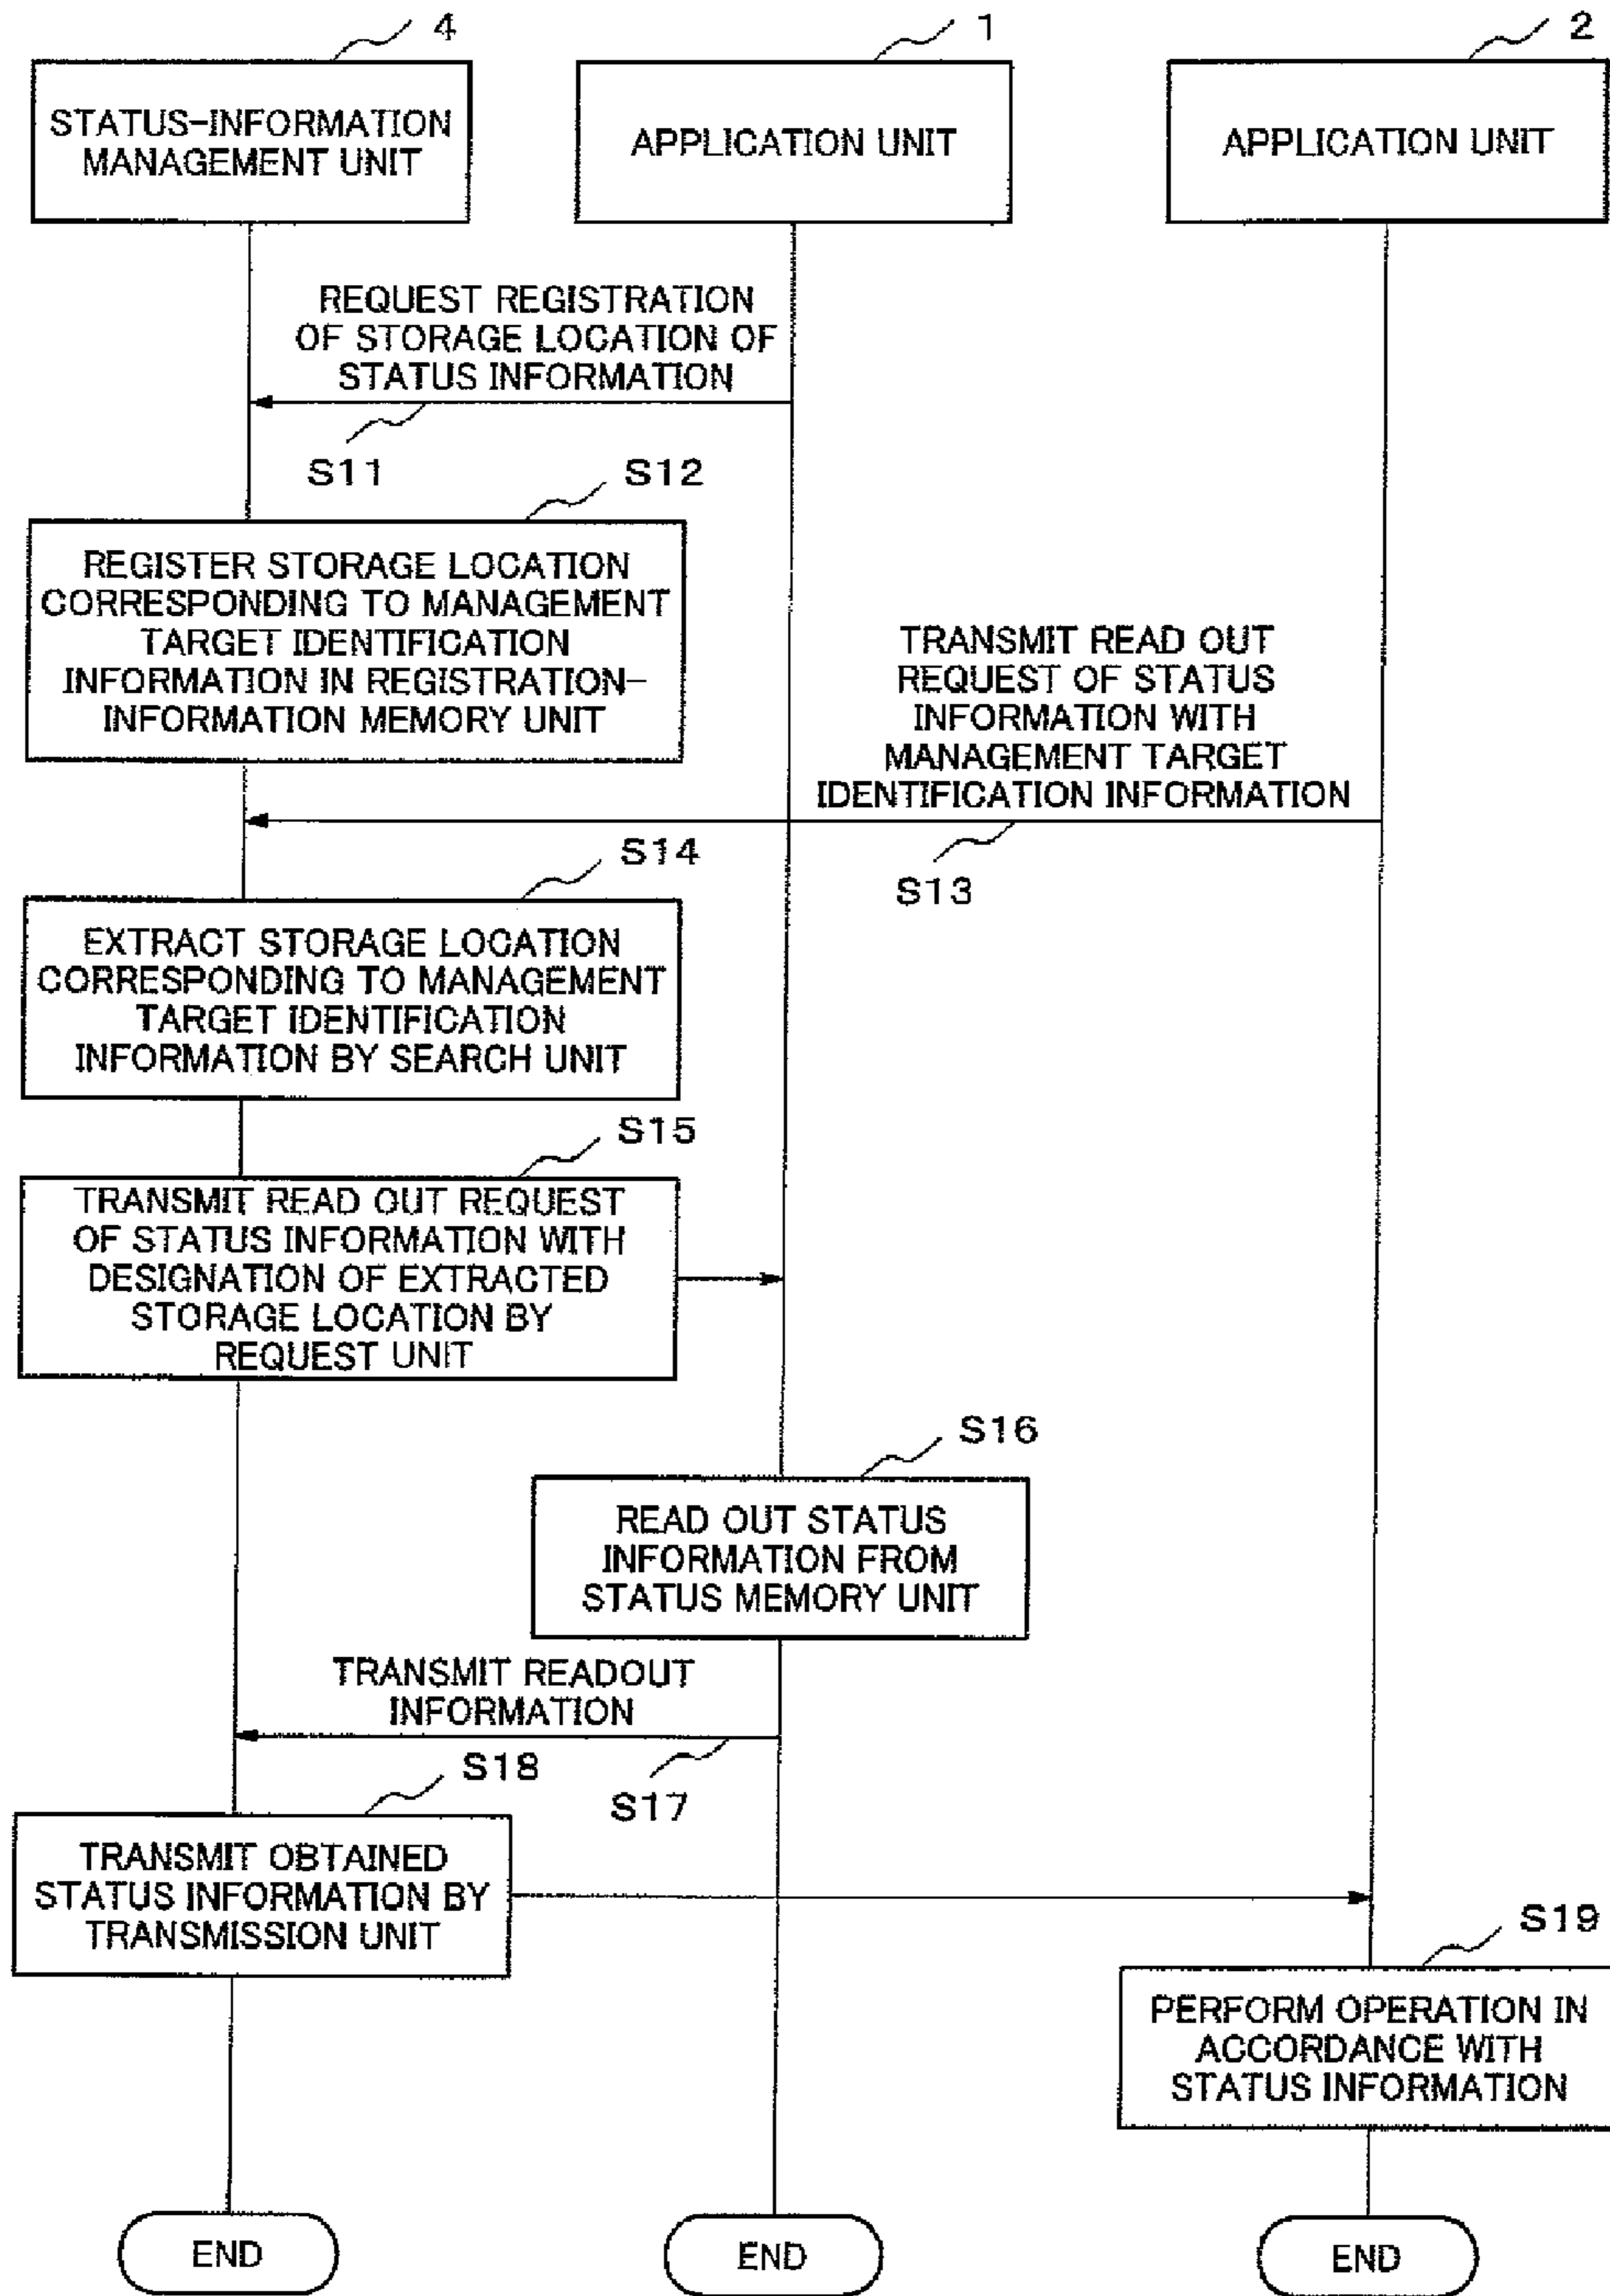 4
1
2
STATUS-INFORMATION
MANAGEMENT UNIT
APPLICATION UNIT
APPLICATION UNIT
REQUEST REGISTRATION
OF STORAGE LOCATION OF
STATUS INFORMATION
S11
S12
REGISTER STORAGE LOCATION
CORRESPONDING TO MANAGEMENT
TARGET IDENTIFICATION
INFORMATION IN REGISTRATION-
INFORMATION MEMORY UNIT
TRANSMIT READ OUT
REQUEST OF STATUS
INFORMATION WITH
MANAGEMENT TARGET
IDENTIFICATION INFORMATION
S13
S14
EXTRACT STORAGE LOCATION
CORRESPONDING TO MANAGEMENT
TARGET IDENTIFICATION
INFORMATION BY SEARCH UNIT
S15
TRANSMIT READ OUT REQUEST
OF STATUS INFORMATION WITH
DESIGNATION OF EXTRACTED
STORAGE LOCATION BY
REQUEST UNIT
S16
READ OUT STATUS
INFORMATION FROM
STATUS MEMORY UNIT
TRANSMIT READOUT
INFORMATION
S17
S18
TRANSMIT OBTAINED
STATUS INFORMATION BY
TRANSMISSION UNIT
S19
PERFORM OPERATION IN
ACCORDANCE WITH
STATUS INFORMATION
END
END
END